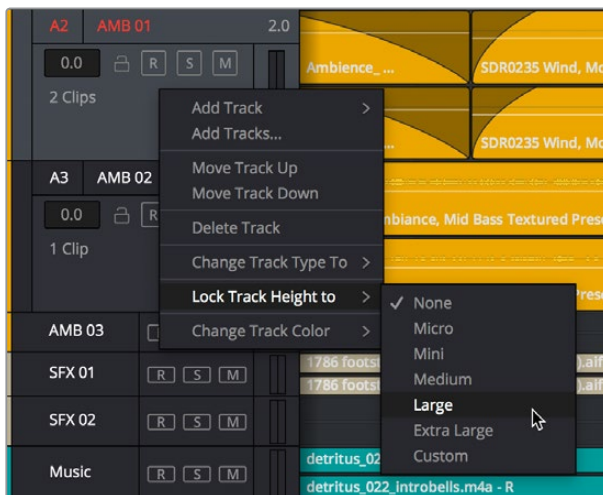 A2 AMB 01 2.0
0.0 R S M
2 Clips
Ambience_ ...
SDR0235 Wind, Mo
SDR0235 Wind, Mo
Add Track
Add Tracks...
Move Track Up
Move Track Down
Delete Track
Change Track Type To
Lock Track Height to
Change Track Color
A3 AMB 02
0.0 R
1 Clip
nbiance, Mid Bass Textured Pres
Pres
None
Micro
Mini
Medium
Large
Extra Large
Custom
AMB 03
SFX 01 R S M
1786 footst ).aif
1786 footst ).aif
SFX 02 R S M
Music R S M
detritus_02
detritus_022_introbells.m4a - R